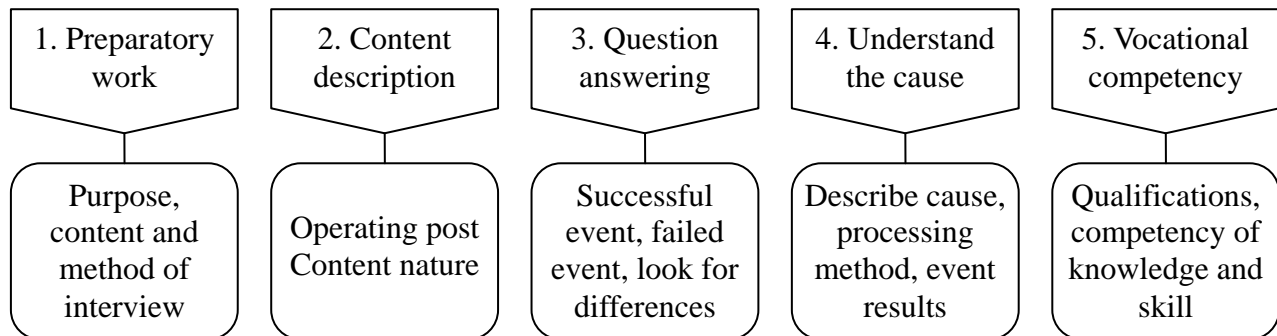 1. Preparatory
work
2. Content
description
3. Question
answering
4. Understand
the cause
5. Vocational
competency
Purpose,
content and
method of
interview
Operating post
Content nature
Successful
event, failed
event, look for
differences
Describe cause,
processing
method, event
results
Qualifications,
competency of
knowledge and
skill